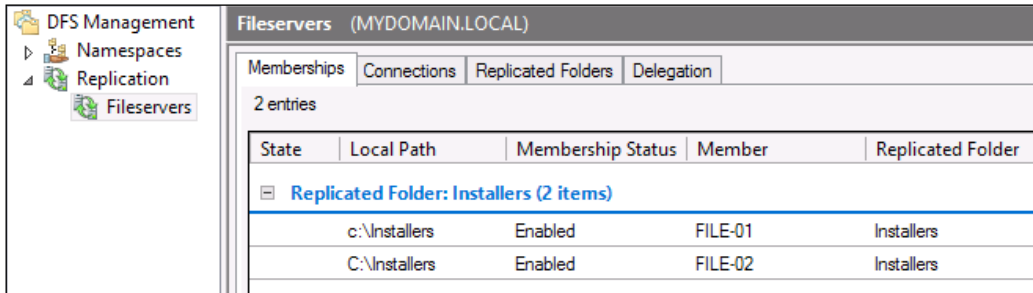 DFS Management
Namespaces
Replication
Fileservers
Fileservers (MYDOMAIN.LOCAL)
Memberships Connections Replicated Folders Delegation
2 entries
State Local Path Membership Status Member Replicated Folder
Replicated Folder: Installers (2 items)
c:\Installers Enabled FILE-01 Installers
C:\Installers Enabled FILE-02 Installers